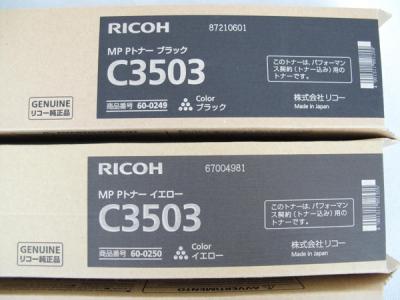 RICOH
87210601
MP Pトナー ブラック
C3503
商品番号 60-0249
Color
ブラック
このトナーは、パフォーマン
ス契約(トナー込み)用の
トナーです。
株式会社 リコー
Made in Japan
GENUINE
リコー純正品
RICOH
67004981
MP Pトナー イエロー
C3503
商品番号 60-0250
Color
イエロー
このトナーは、パフォーマン
ス契約(トナー込み)用の
トナーです。
株式会社 リコー
Made in Japan
GENUINE
リコー純正品
AVVERTIMENTO